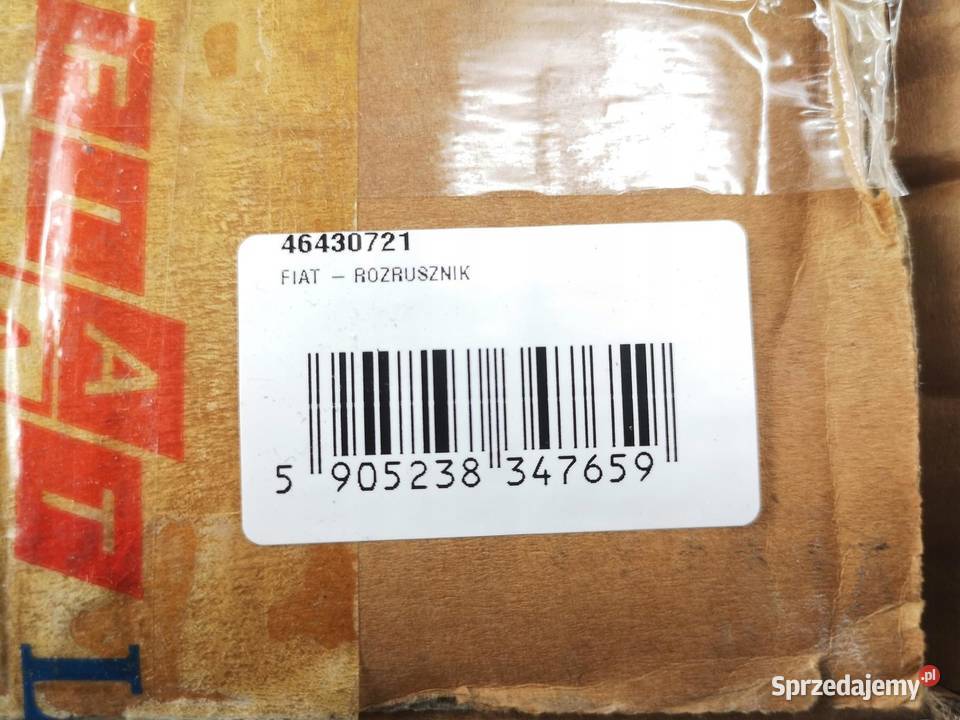 FIAT
L
46430721
FIAT – ROZRUSZNIK
5 905238 347659
Sprzedajemy.pl